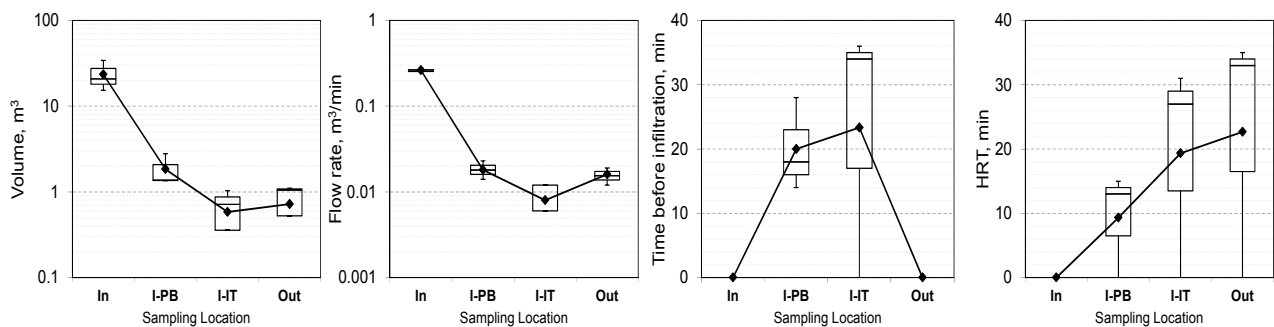 Volume, m³
100
10
1
0.1
In I-PB I-IT Out
Sampling Location
Flow rate, m³/min
1
0.1
0.01
0.001
In I-PB I-IT Out
Sampling Location
Time before infiltration, min
40
30
20
10
0
In I-PB I-IT Out
Sampling Location
HRT, min
40
30
20
10
0
In I-PB I-IT Out
Sampling Location